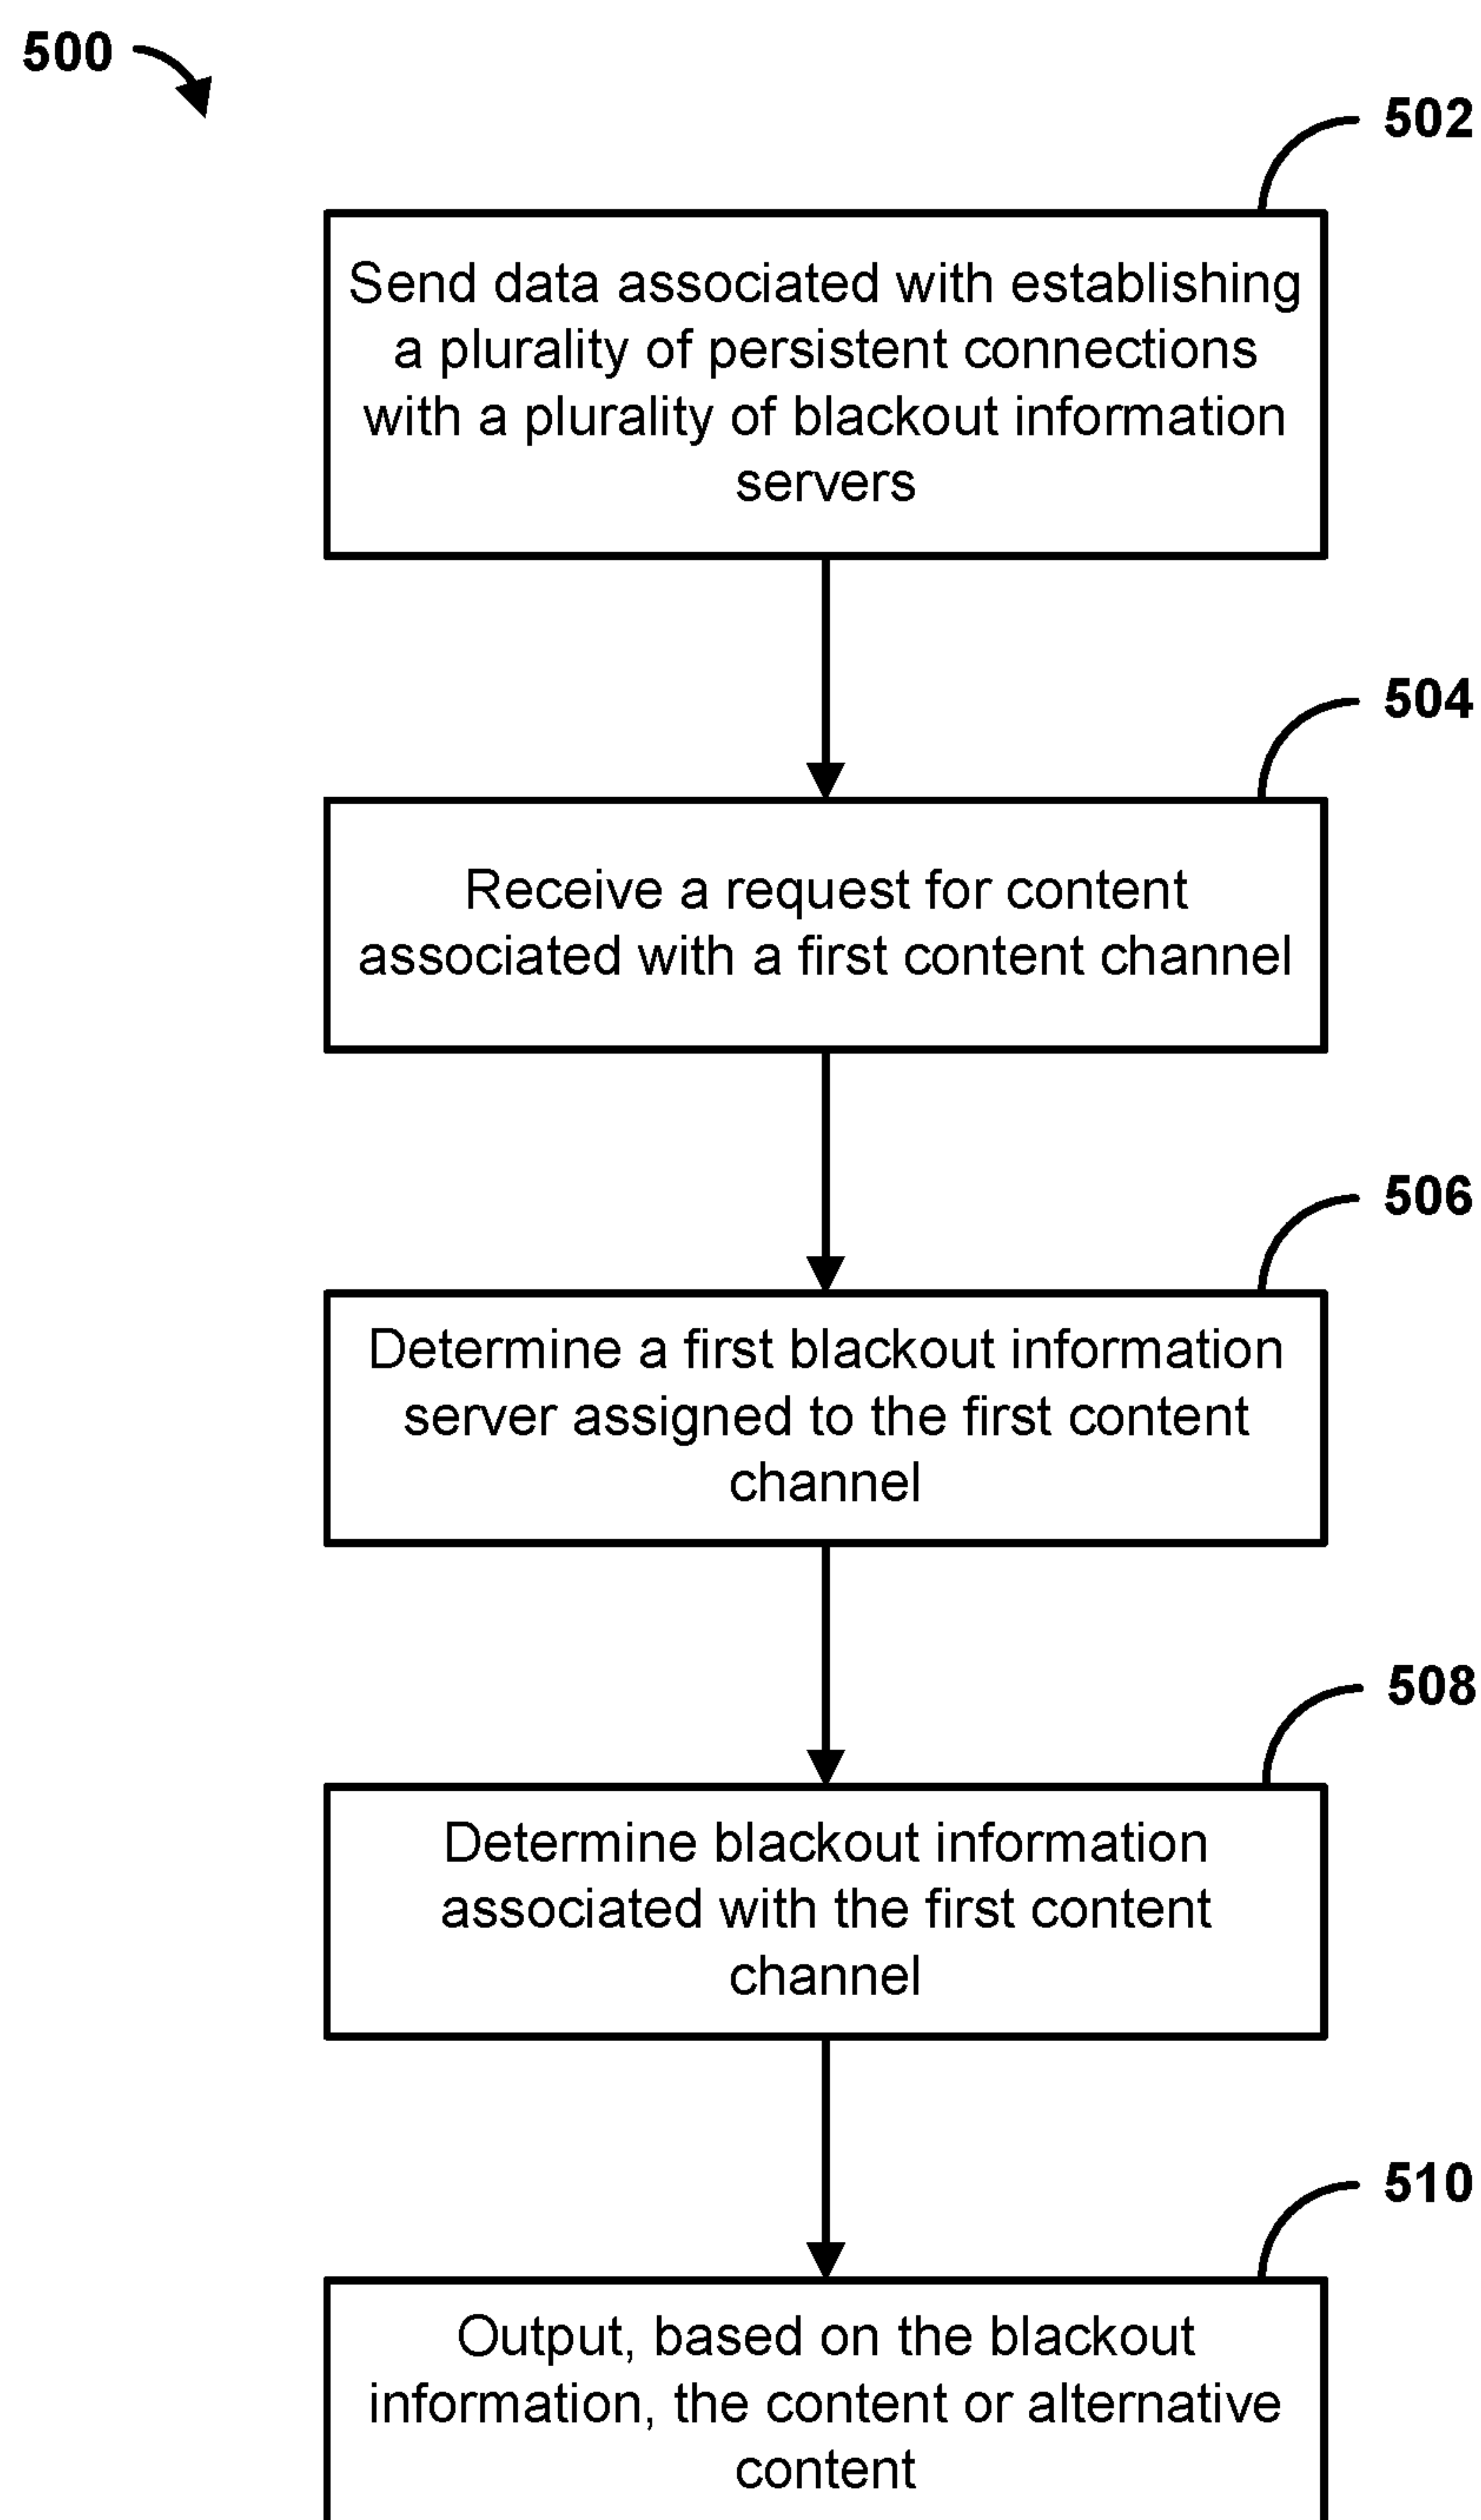 500
502
Send data associated with establishing
a plurality of persistent connections
with a plurality of blackout information
servers
504
Receive a request for content
associated with a first content channel
506
Determine a first blackout information
server assigned to the first content
channel
508
Determine blackout information
associated with the first content
channel
510
Output, based on the blackout
information, the content or alternative
content